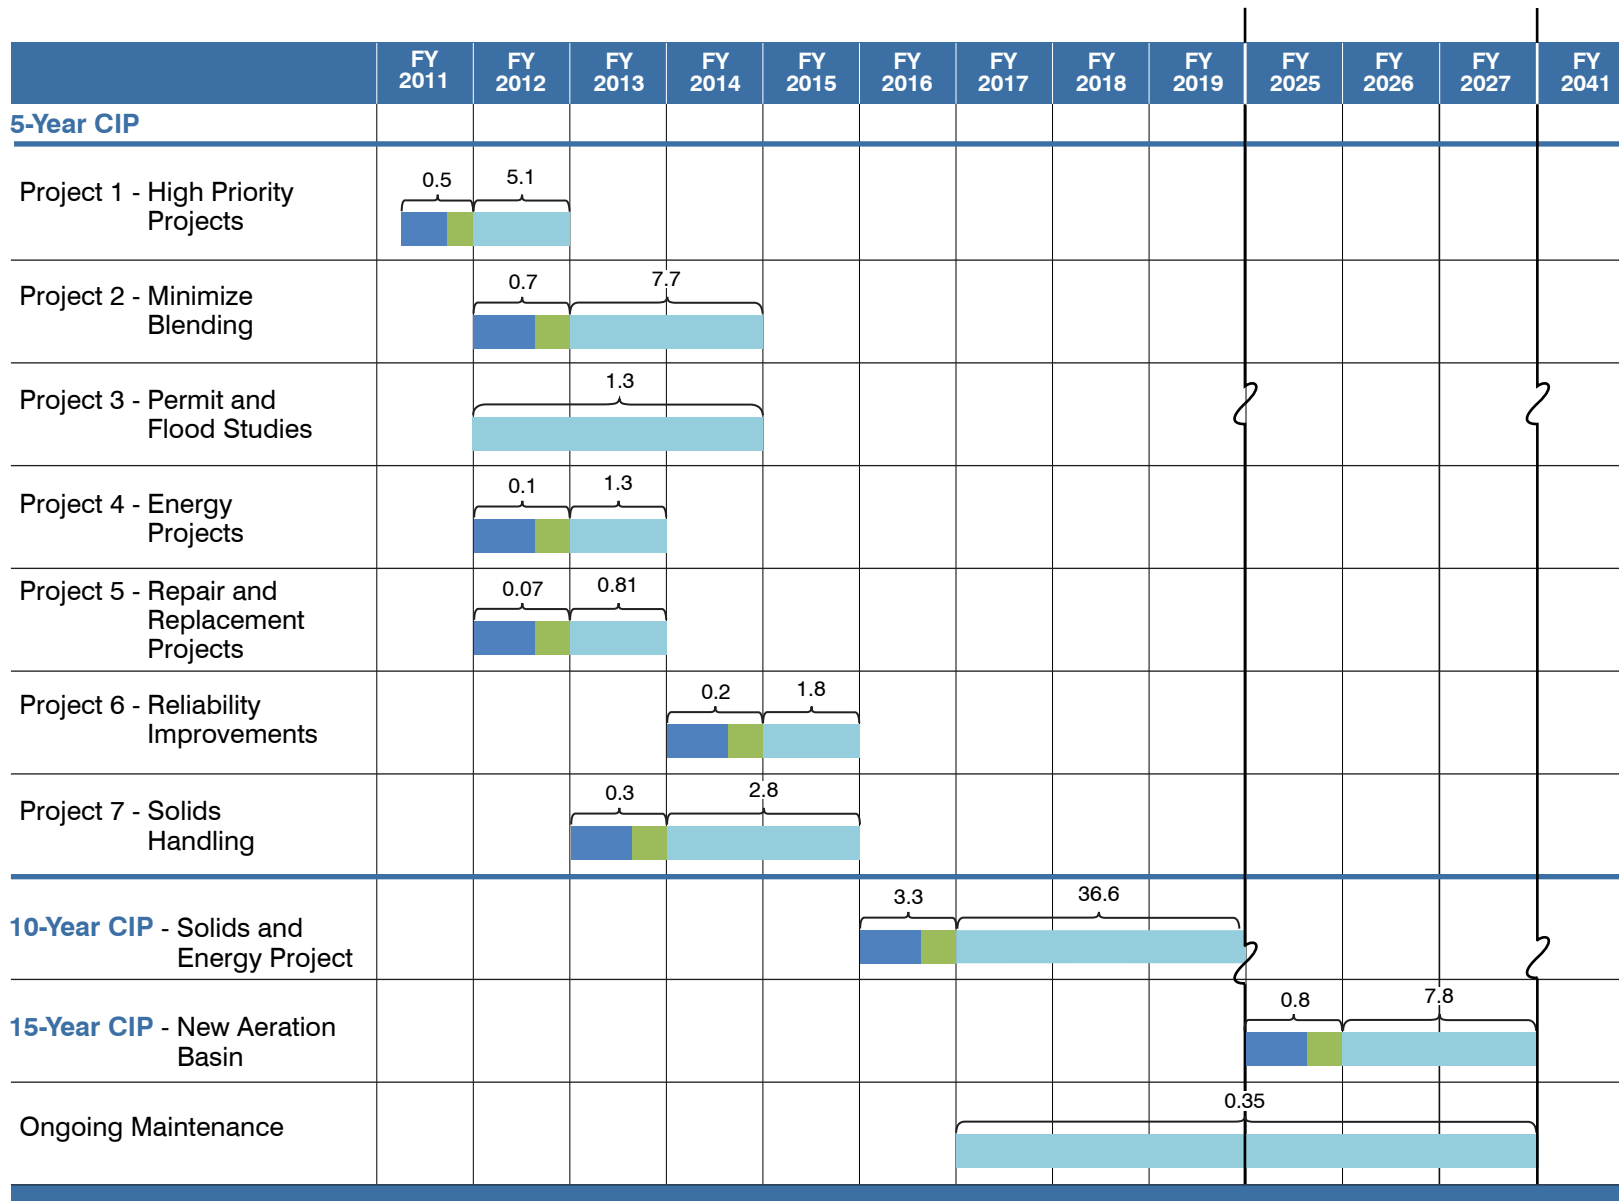 FY 2011 FY 2012 FY 2013 FY 2014 FY 2015 FY 2016 FY 2017 FY 2018 FY 2019 FY 2025 FY 2026 FY 2027 FY 2041
5-Year CIP
0.5 5.1
Project 1 - High Priority
Projects
0.7 7.7
Project 2 - Minimize
Blending
1.3
Project 3 - Permit and
Flood Studies
0.1 1.3
Project 4 - Energy
Projects
0.07 0.81
Project 5 - Repair and
Replacement
Projects
0.2 1.8
Project 6 - Reliability
Improvements
0.3 2.8
Project 7 - Solids
Handling
3.3 36.6
10-Year CIP - Solids and
Energy Project
0.8 7.8
15-Year CIP - New Aeration
Basin
0.35
Ongoing Maintenance